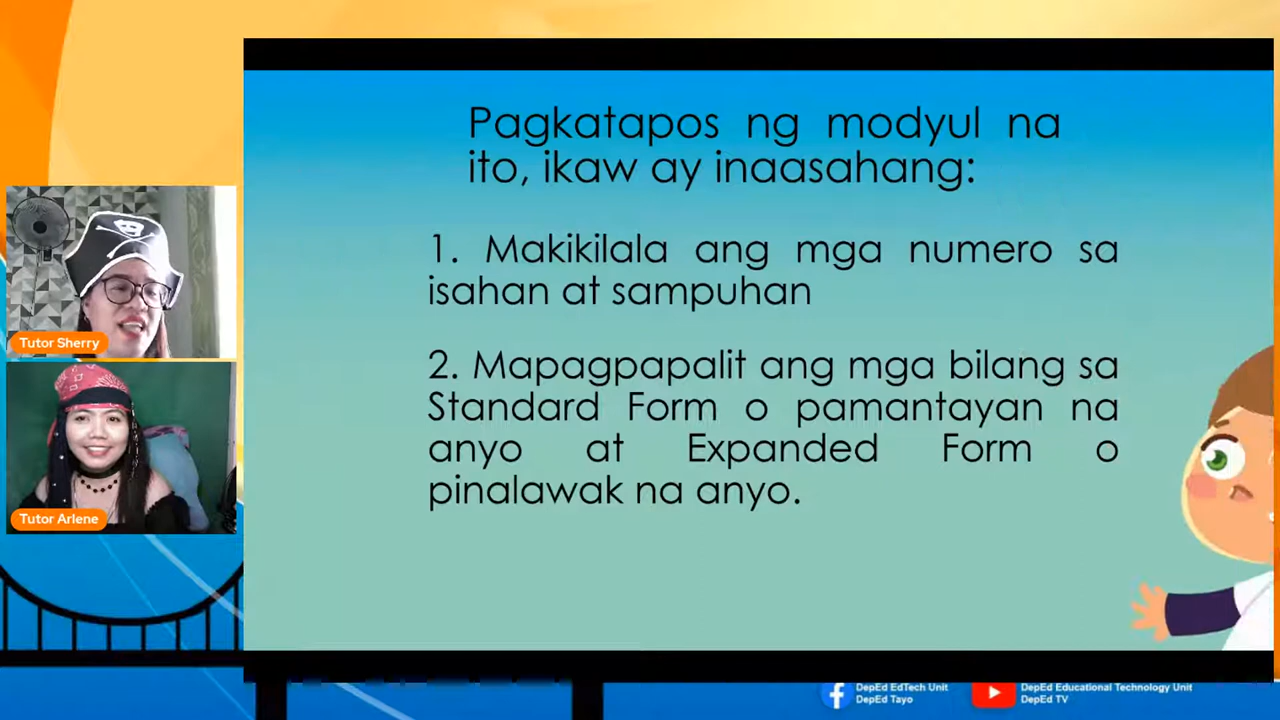 Pagkatapos ng modyul na
ito, ikaw ay inaasahang:
1. Makikilala ang mga numero sa
isahan at sampuhan
2. Mapagpapalit ang mga bilang sa
Standard Form o pamantayan na
anyo at Expanded Form o
pinalawak na anyo.
Tutor Sherry
Tutor Arlene
DepEd EdTech Unit
DepEd Tayo
DepEd Educational Technology Unit
DepEd TV